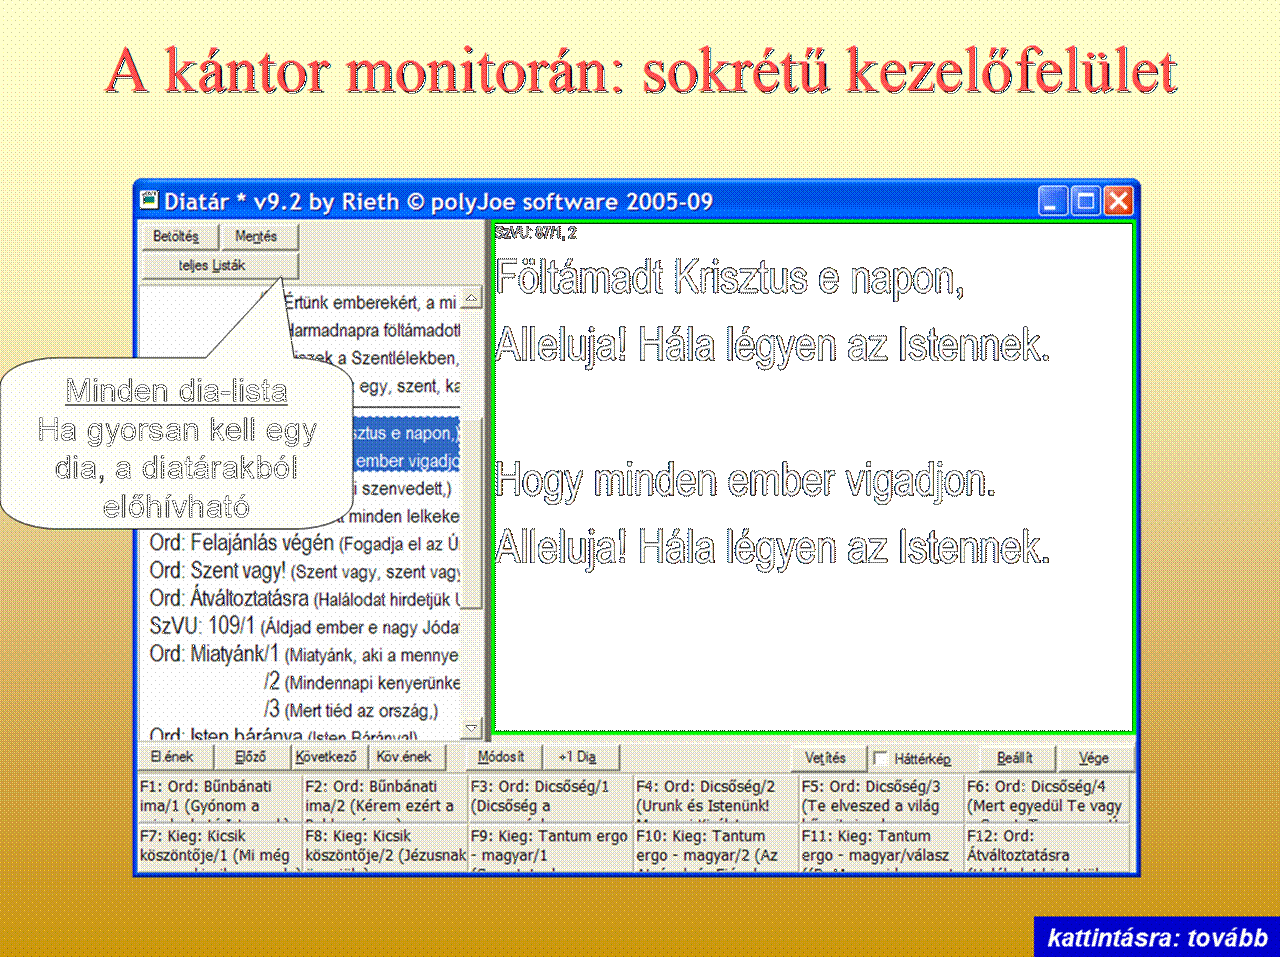 A kántor monitorán: sokrétű kezelőfelület
Diatár * v9.2 by Rieth © polyJoe software 2005-09
Betöltés Mentés
teljes Listák
Értünk emberekért, a mi
Harmadnapra föltámadott
a Szentlélekben,
egy, szent, ka
e napon,)
ember vigadjo
szenvedett,)
minden lelkeke
Ord: Felajánlás végén (Fogadja el az Ú
Ord: Szent vagy! (Szent vagy, szent vagy
Ord: Átváltoztatásra (Halálodat hirdetjük U
SzVU: 109/1 (Áldjad ember e nagy Jóda
Ord: Miatyánk/1 (Miatyánk, aki a mennye
/2 (Mindennapi kenyerünke
/3 (Mert tiéd az ország,)
Ord: Isten báránya (Isten Báránya!)
Minden dia-lista
Ha gyorsan kell egy
dia, a diatárakból
előhívható
SzVU: 87/1, 2
Föltámadt Krisztus e napon,
Alleluja! Hála légyen az Istennek.
Hogy minden ember vigadjon.
Alleluja! Hála légyen az Istennek.
El.ének Előző Következő Köv.ének Módosít +1 Dia Vetítés Háttérkép Beállít Vége
F1: Ord: Bűnbánati
ima/1 (Gyónom a
F2: Ord: Bűnbánati
ima/2 (Kérem ezért a
F3: Ord: Dicsőség/1
(Dicsőség a
F4: Ord: Dicsőség/2
(Urunk és Istenünk!
F5: Ord: Dicsőség/3
(Te elveszed a világ
F6: Ord: Dicsőség/4
(Mert egyedül Te vagy
F7: Kieg: Kicsik
köszöntője/1 (Mi még
F8: Kieg: Kicsik
köszöntője/2 (Jézusnak
F9: Kieg: Tantum ergo
- magyar/1
F10: Kieg: Tantum
ergo - magyar/2 (Az
F11: Kieg: Tantum
ergo - magyar/válasz
F12: Ord:
Átváltoztatásra
kattintásra: tovább